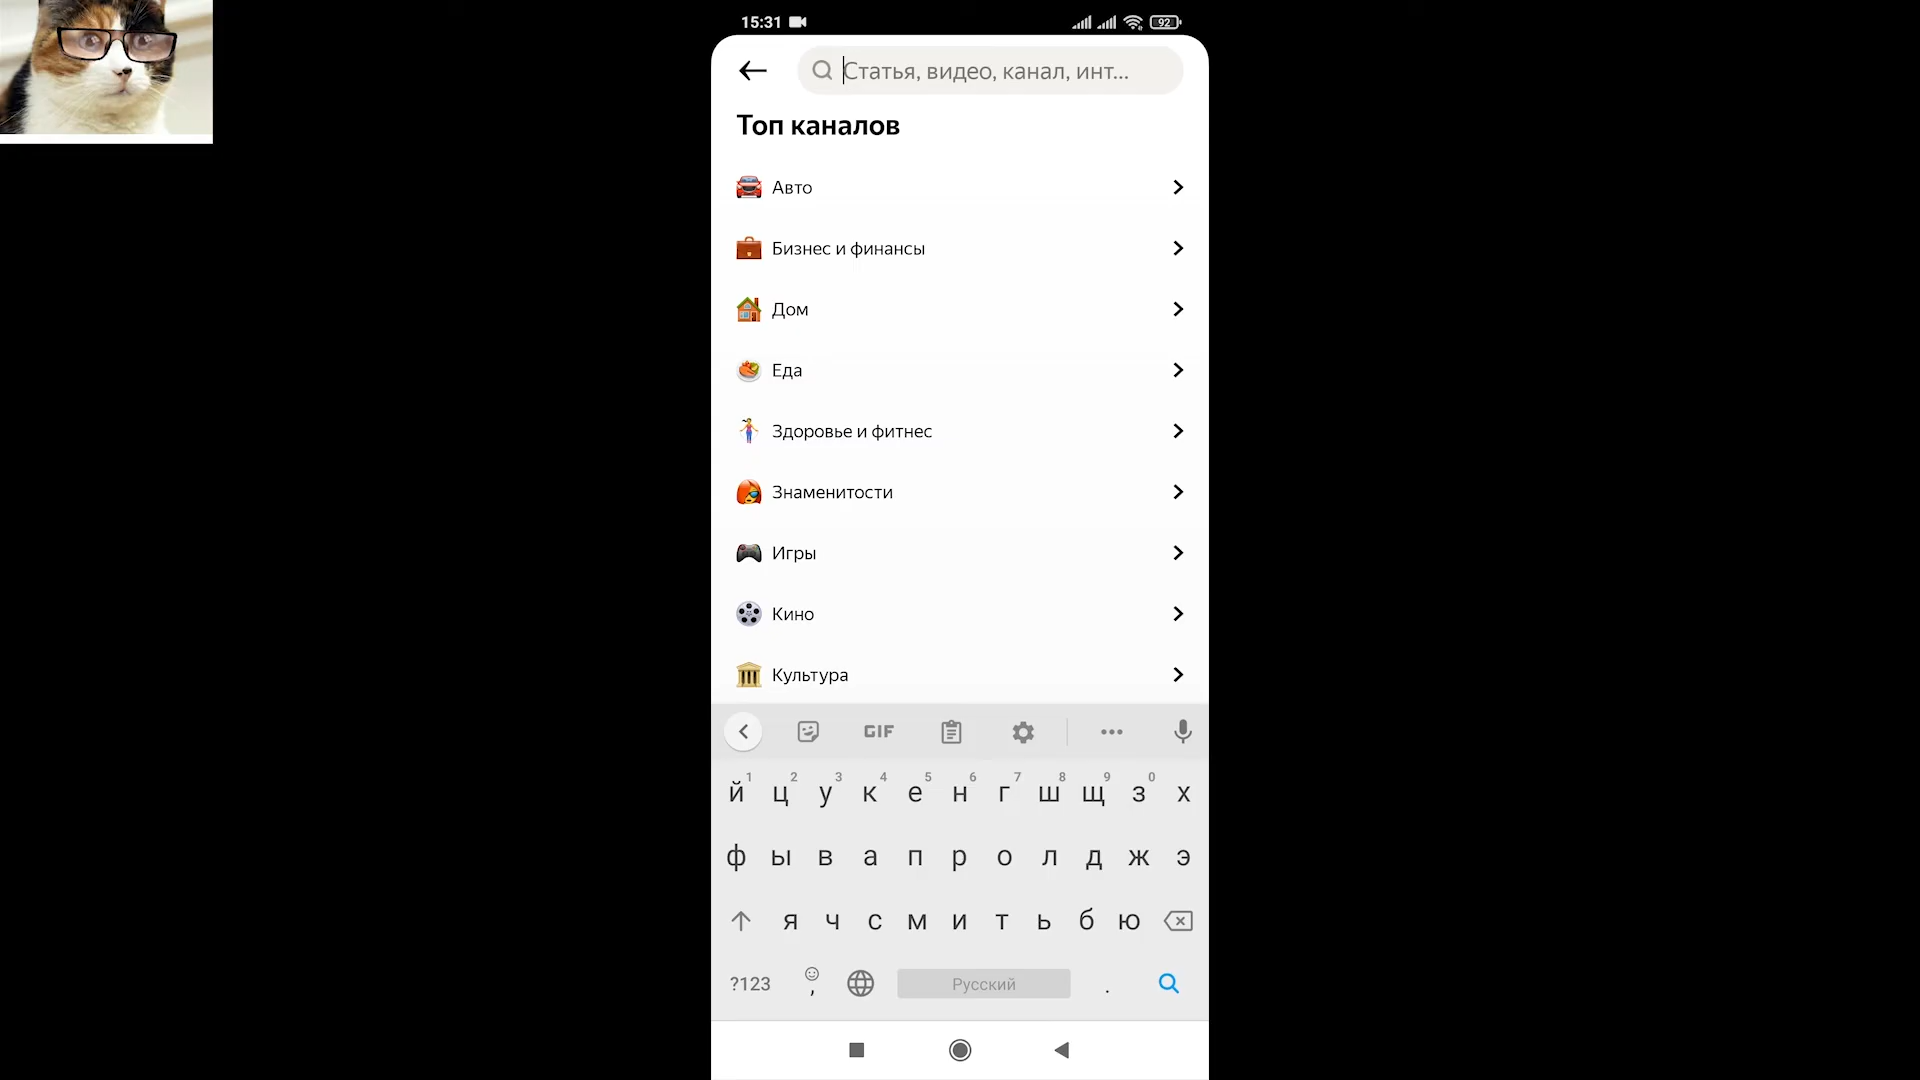 15:31
92
Статья, видео, канал, инт...
Топ каналов
Авто
Бизнес и финансы
Дом
Еда
Здоровье и фитнес
Знаменитости
Игры
Кино
Культура
GIF
1 2 3 4 5 6 7 8 9 0
й ц у к е н г ш щ з х
ф ы в а п р о л д ж э
я ч с м и т ь б ю
?123 , Русский .